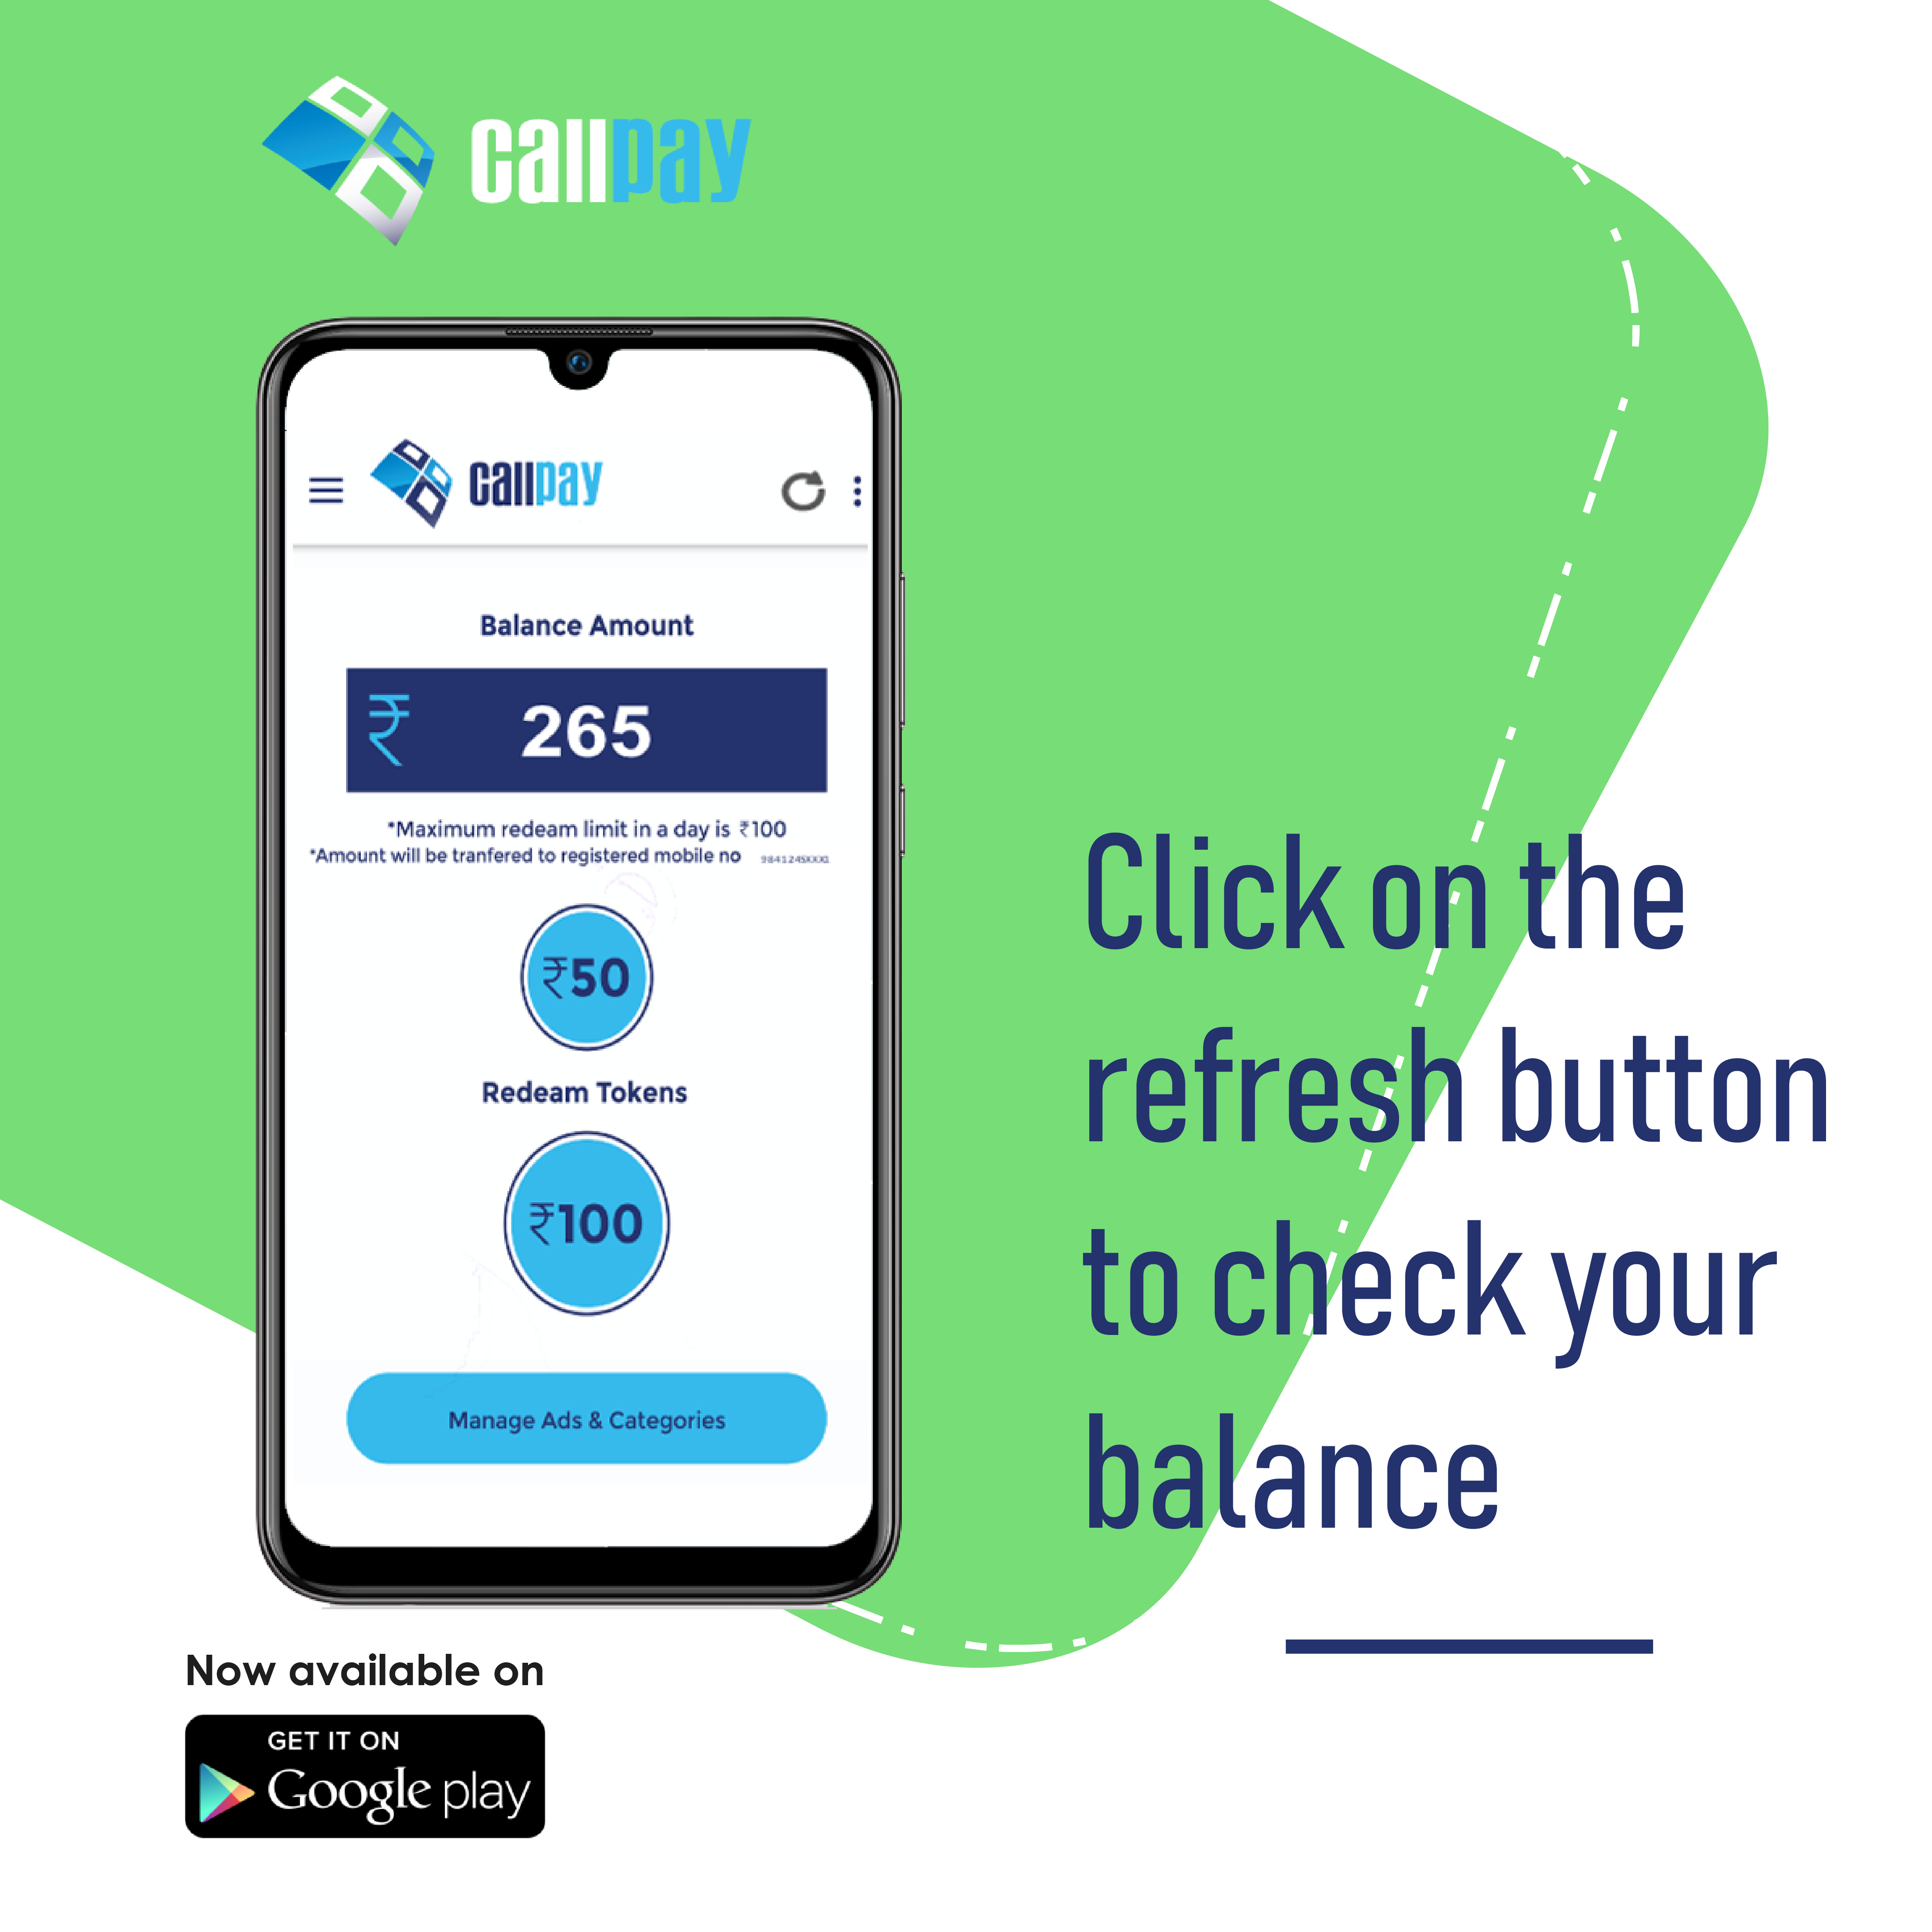 callpay
callpay
Balance Amount
₹ 265
*Maximum redeam limit in a day is ₹100
*Amount will be tranfered to registered mobile no 9841245XXX1
₹50
Redeam Tokens
₹100
Manage Ads & Categories
Click on the
refresh button
to check your
balance
Now available on
GET IT ON
Google play